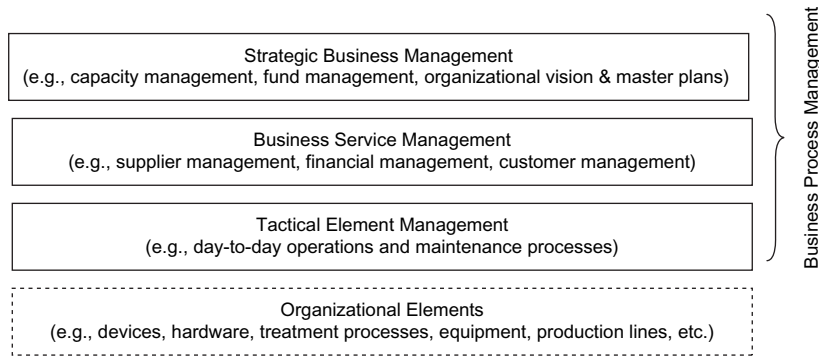 Strategic Business Management
(e.g., capacity management, fund management, organizational vision & master plans)
Business Service Management
(e.g., supplier management, financial management, customer management)
Tactical Element Management
(e.g., day-to-day operations and maintenance processes)
Organizational Elements
(e.g., devices, hardware, treatment processes, equipment, production lines, etc.)
Business Process Management